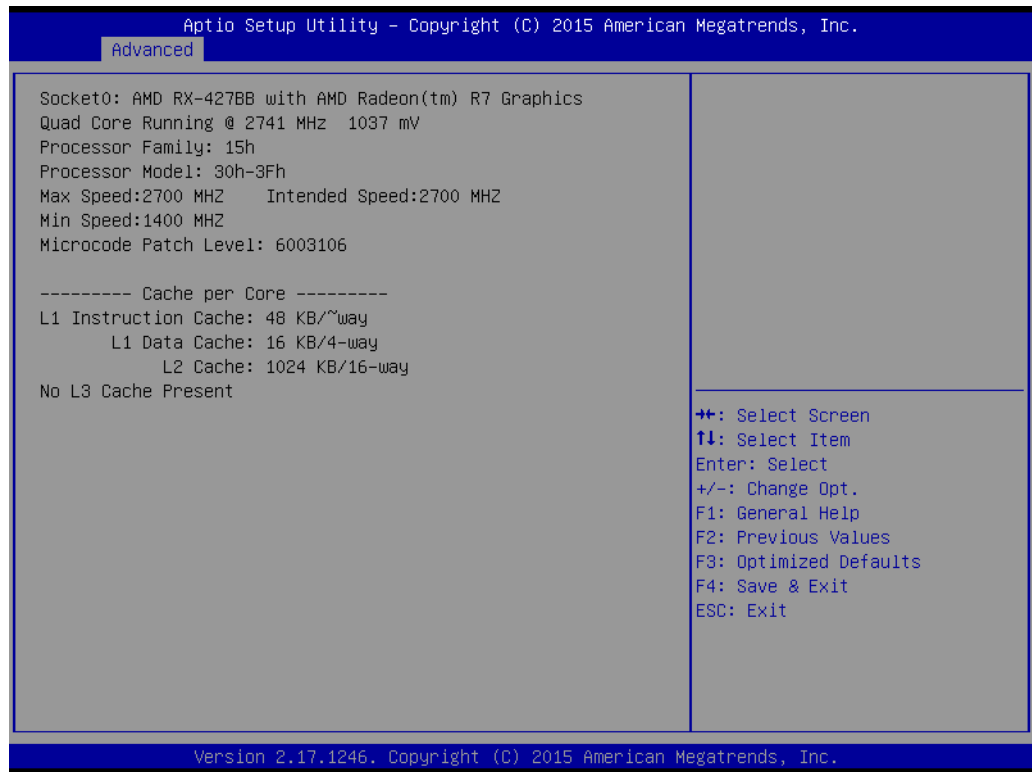 Aptio Setup Utility – Copyright (C) 2015 American Megatrends, Inc.
Advanced
Socket0: AMD RX-427BB with AMD Radeon(tm) R7 Graphics
Quad Core Running @ 2741 MHz  1037 mV
Processor Family: 15h
Processor Model: 30h-3Fh
Max Speed:2700 MHZ    Intended Speed:2700 MHZ
Min Speed:1400 MHZ
Microcode Patch Level: 6003106
--------- Cache per Core ---------
L1 Instruction Cache: 48 KB/~way
L1 Data Cache: 16 KB/4-way
L2 Cache: 1024 KB/16-way
No L3 Cache Present
→←: Select Screen
↑↓: Select Item
Enter: Select
+/-: Change Opt.
F1: General Help
F2: Previous Values
F3: Optimized Defaults
F4: Save & Exit
ESC: Exit
Version 2.17.1246. Copyright (C) 2015 American Megatrends, Inc.